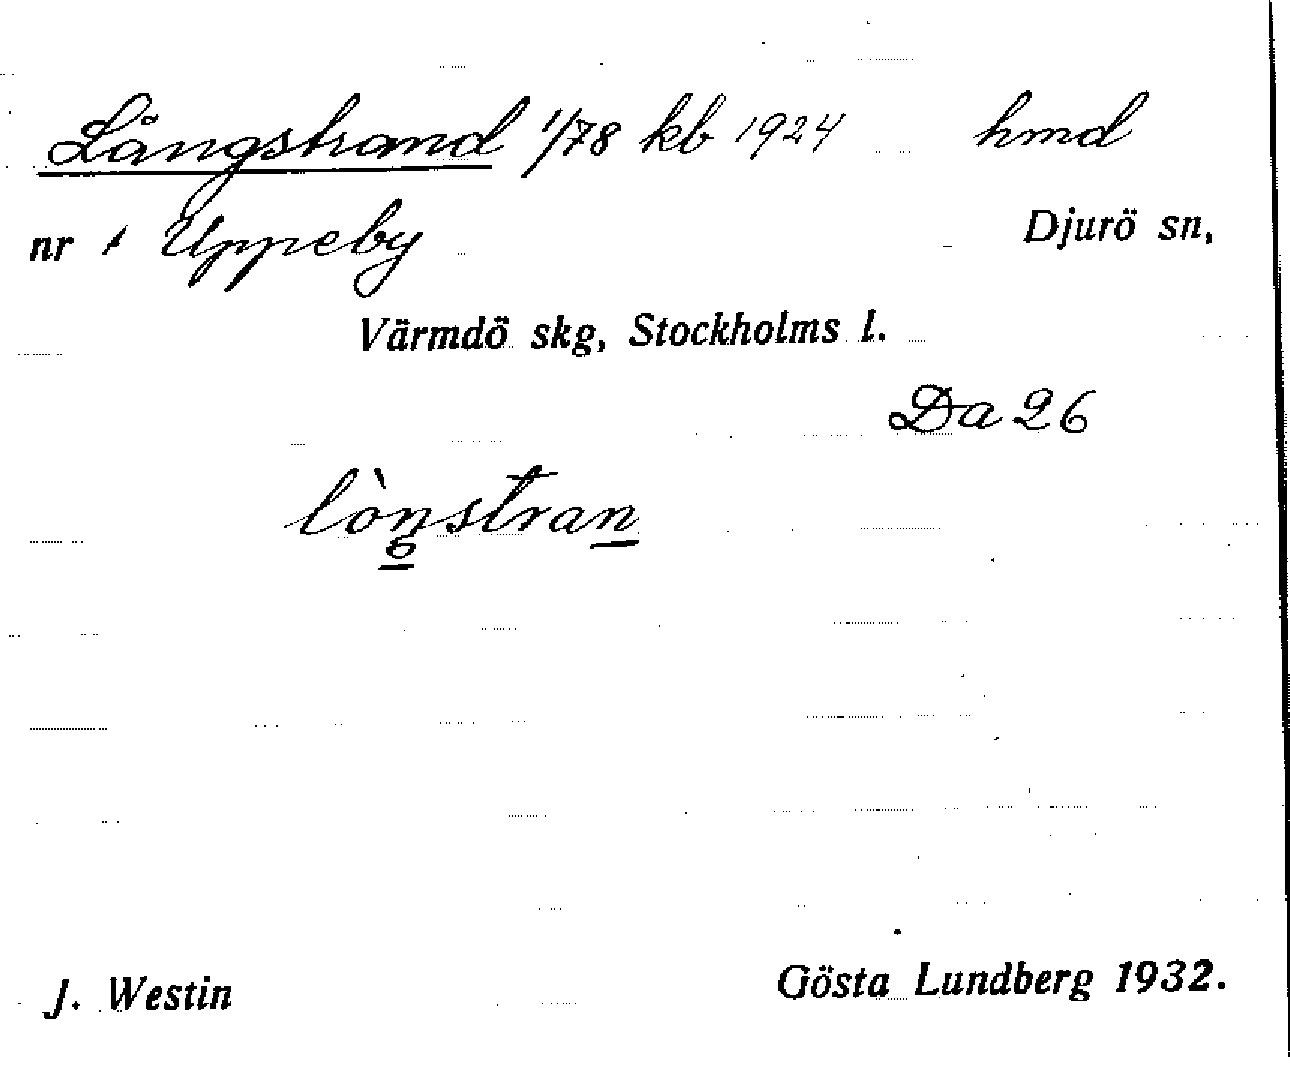 Långstrand 1/78 kb 1924 hmd
nr 1 Uppeby Djurö sn,
Värmdö skg, Stockholms l.
Da 26
lòŋstran
J. Westin Gösta Lundberg 1932.